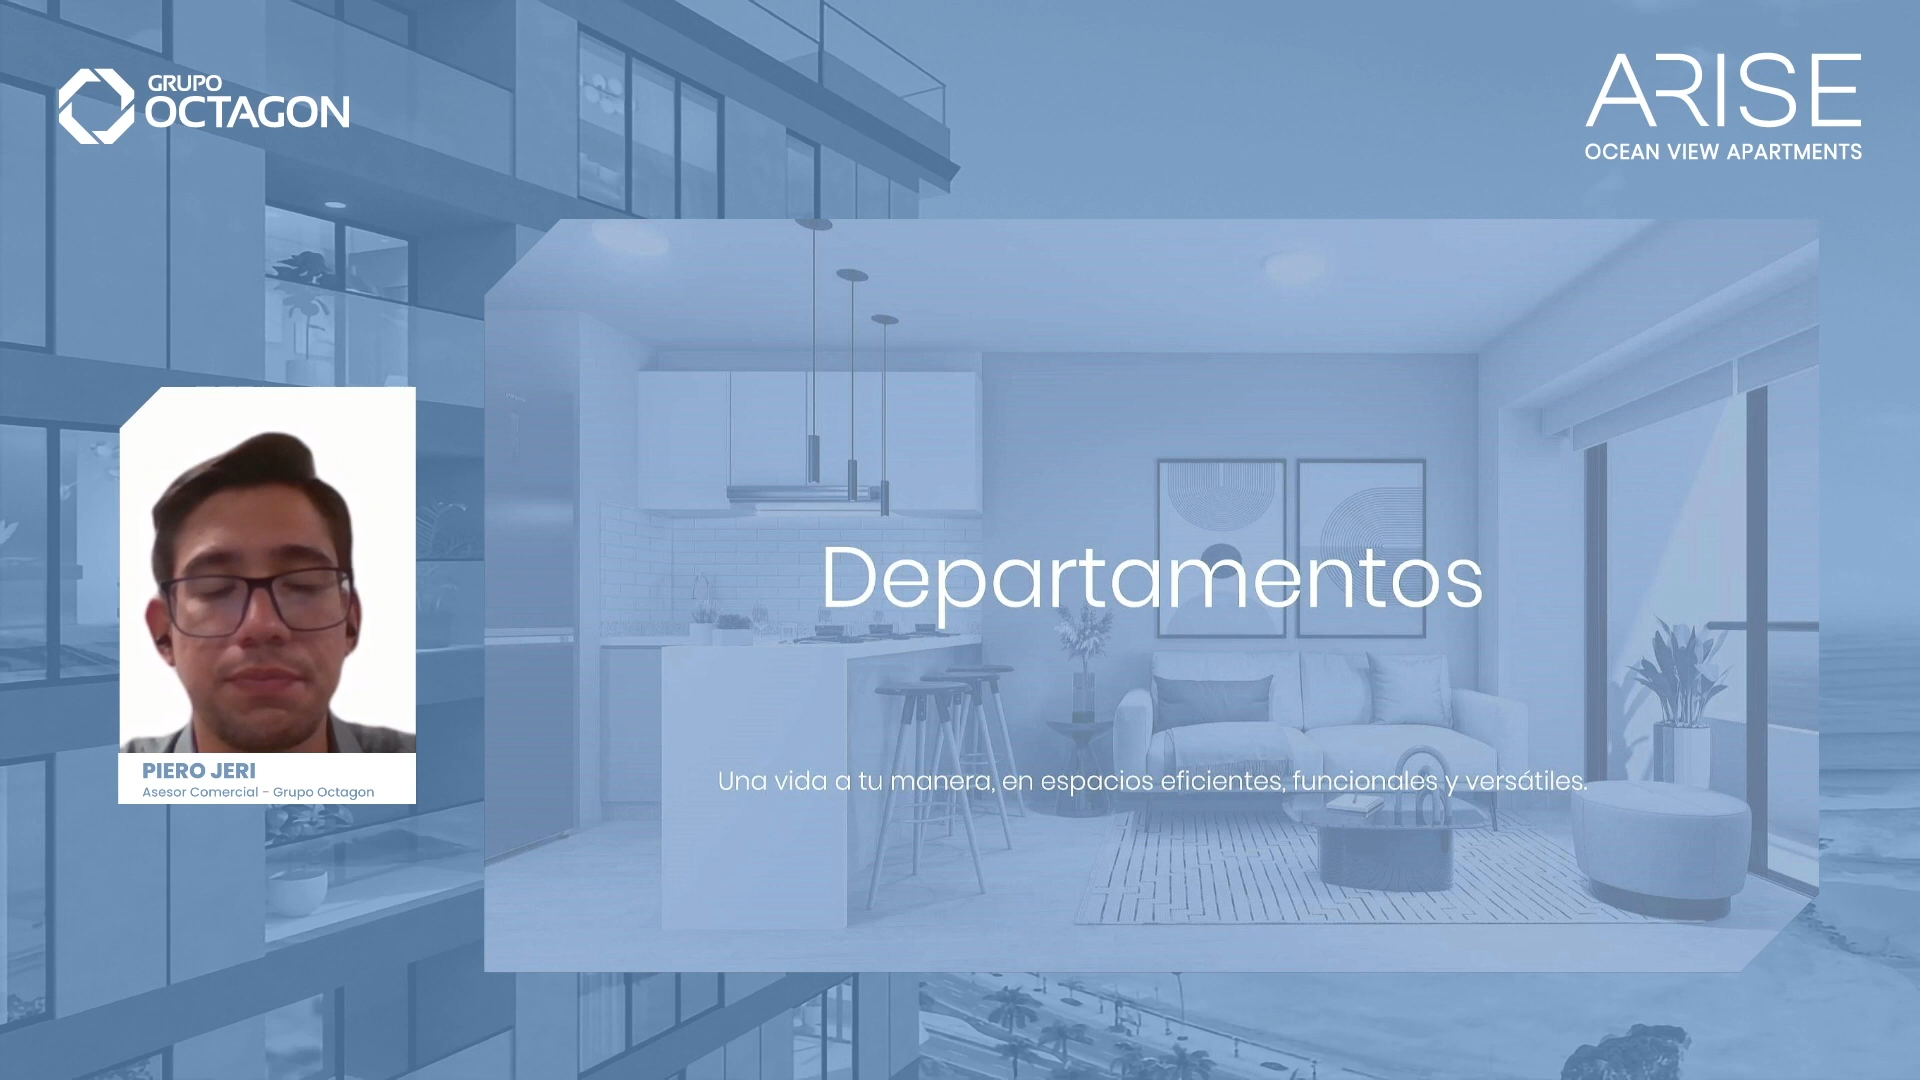 GRUPO
OCTAGON
ARISE
OCEAN VIEW APARTMENTS
Departamentos
Una vida a tu manera, en espacios eficientes, funcionales y versátiles.
PIERO JERI
Asesor Comercial - Grupo Octagon